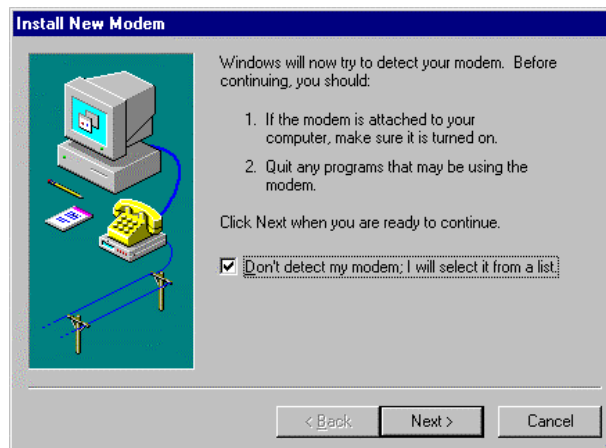 Install New Modem
Windows will now try to detect your modem.  Before
continuing, you should:
1.  If the modem is attached to your
computer, make sure it is turned on.
2.  Quit any programs that may be using the
modem.
Click Next when you are ready to continue.
Don't detect my modem; I will select it from a list.
< Back
Next >
Cancel